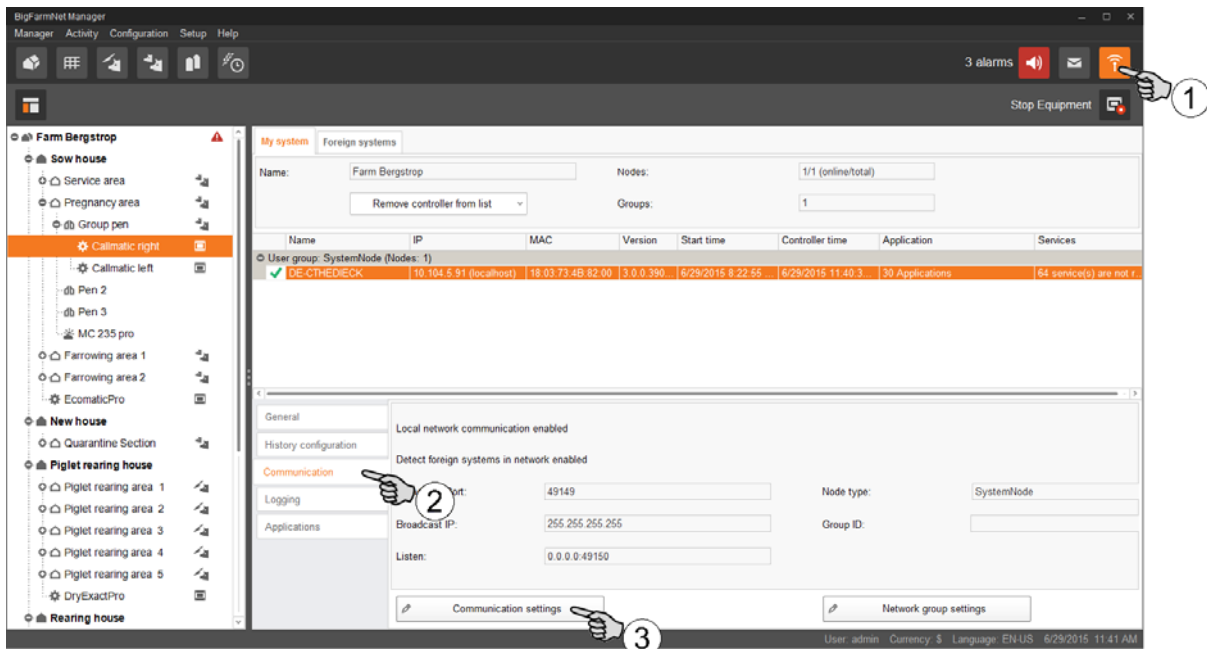 BigFarmNet Manager
Manager Activity Configuration Setup Help
3 alarms
1
Stop Equipment
Farm Bergstrop
Sow house
Service area
Pregnancy area
Group pen
Callmatic right
Callmatic left
Pen 2
Pen 3
MC 235 pro
Farrowing area 1
Farrowing area 2
EcomaticPro
New house
Quarantine Section
Piglet rearing house
Piglet rearing area 1
Piglet rearing area 2
Piglet rearing area 3
Piglet rearing area 4
Piglet rearing area 5
DryExactPro
Rearing house
My system Foreign systems
Name: Farm Bergstrop Nodes: 1/1 (online/total)
Remove controller from list Groups: 1
Name IP MAC Version Start time Controller time Application Services
User group: SystemNode (Nodes: 1)
DE-CTHEDIECK 10.104.5.91 (localhost) 18:03:73:4B:82:00 3.0.0.390... 6/29/2015 8:22:55 ... 6/29/2015 11:40:3... 30 Applications 64 service(s) are not r...
General
History configuration
Communication
Logging
Applications
2
Local network communication enabled
Detect foreign systems in network enabled
ort: 49149 Node type: SystemNode
Broadcast IP: 255.255.255.255 Group ID:
Listen: 0.0.0.0:49150
Communication settings Network group settings
3
User: admin Currency: $ Language: EN-US 6/29/2015 11:41 AM